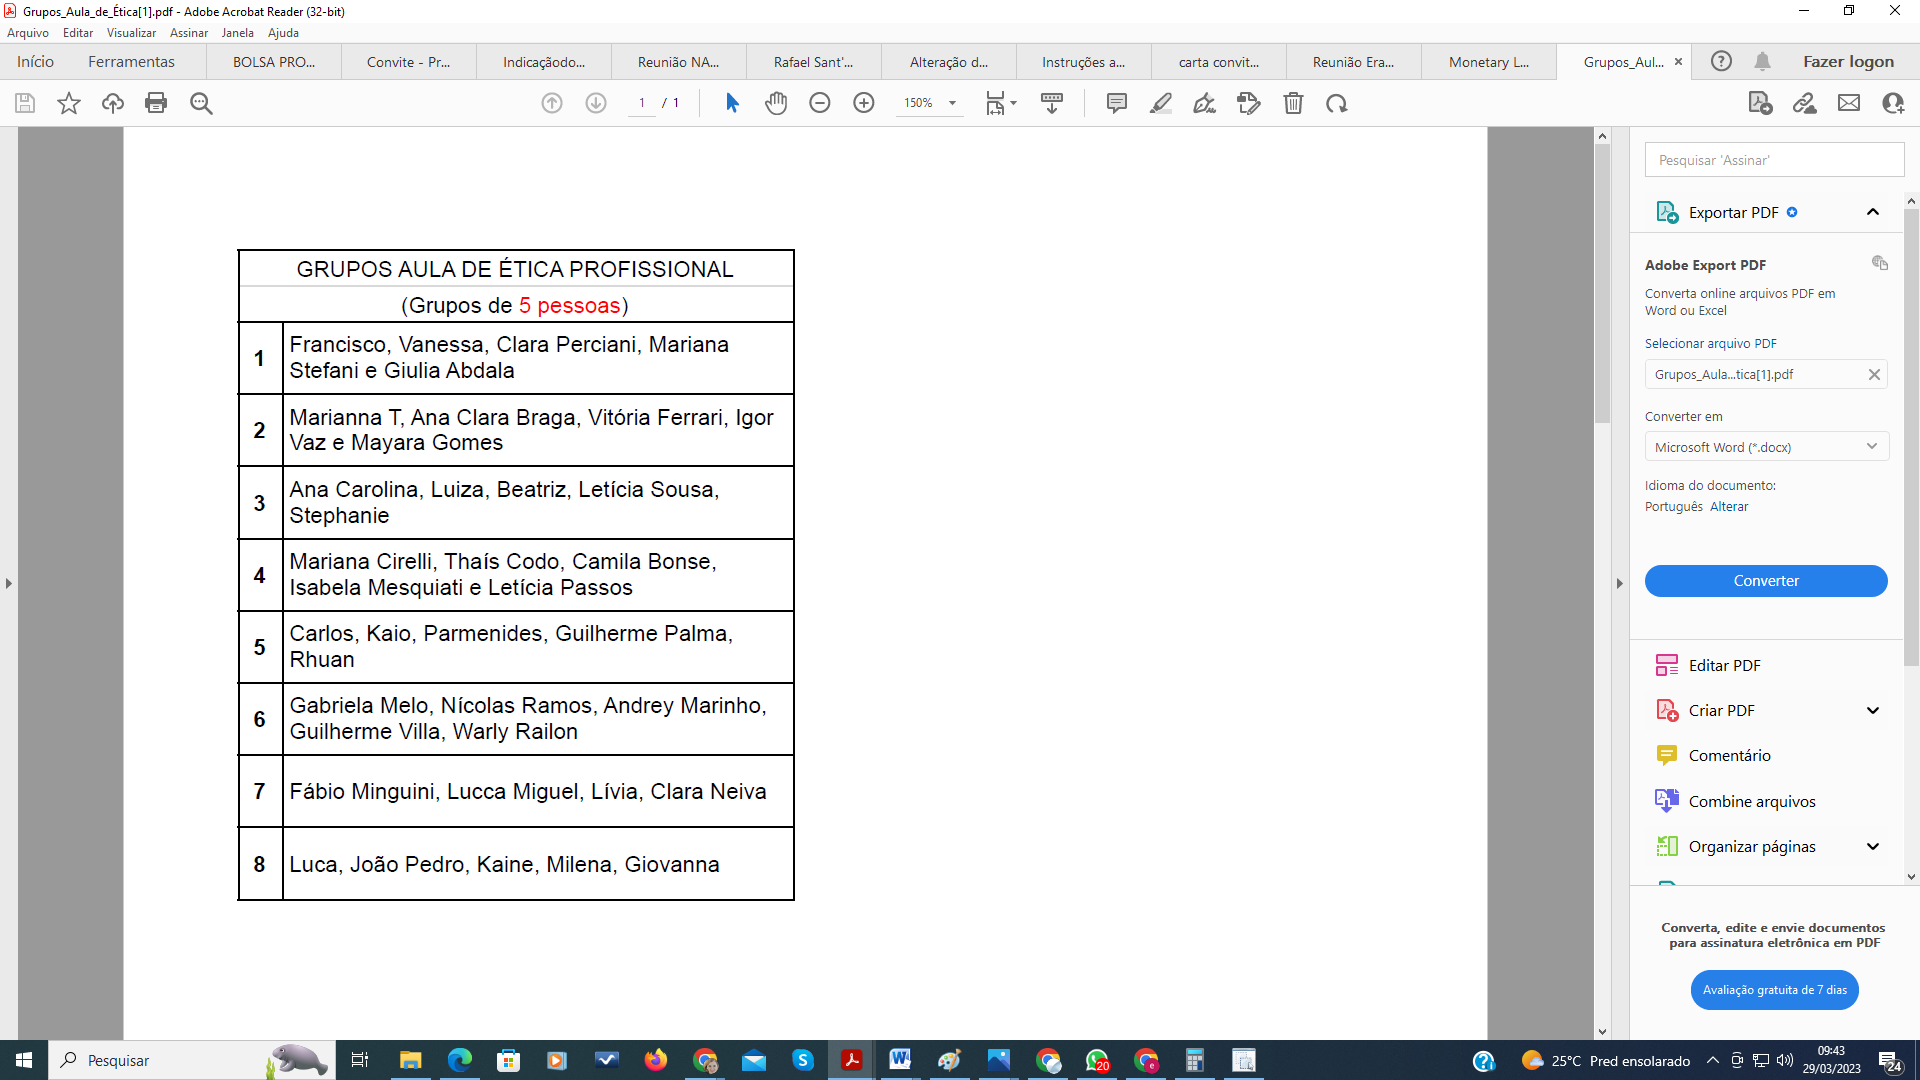 Grupos_Aula_de_Ética[1].pdf - Adobe Acrobat Reader (32-bit)
Arquivo Editar Visualizar Assinar Janela Ajuda
Início Ferramentas BOLSA PRO... Convite - Pr... Indicaçãodo... Reunião NA... Rafael Sant'... Alteração d... Instruções a... carta convit... Reunião Era... Monetary L... Grupos_Aul... Fazer logon
1 / 1 150%
GRUPOS AULA DE ÉTICA PROFISSIONAL
(Grupos de 5 pessoas)
1 Francisco, Vanessa, Clara Perciani, Mariana
Stefani e Giulia Abdala
2 Marianna T, Ana Clara Braga, Vitória Ferrari, Igor
Vaz e Mayara Gomes
3 Ana Carolina, Luiza, Beatriz, Letícia Sousa,
Stephanie
4 Mariana Cirelli, Thaís Codo, Camila Bonse,
Isabela Mesquiati e Letícia Passos
5 Carlos, Kaio, Parmenides, Guilherme Palma,
Rhuan
6 Gabriela Melo, Nícolas Ramos, Andrey Marinho,
Guilherme Villa, Warly Railon
7 Fábio Minguini, Lucca Miguel, Lívia, Clara Neiva
8 Luca, João Pedro, Kaine, Milena, Giovanna
Pesquisar 'Assinar'
Exportar PDF
Adobe Export PDF
Converta online arquivos PDF em
Word ou Excel
Selecionar arquivo PDF
Grupos_Aula...tica[1].pdf
Converter em
Microsoft Word (*.docx)
Idioma do documento:
Português Alterar
Converter
Editar PDF
Criar PDF
Comentário
Combine arquivos
Organizar páginas
Converta, edite e envie documentos
para assinatura eletrônica em PDF
Avaliação gratuita de 7 dias
Pesquisar
20
25°C Pred ensolarado
09:43
29/03/2023
24